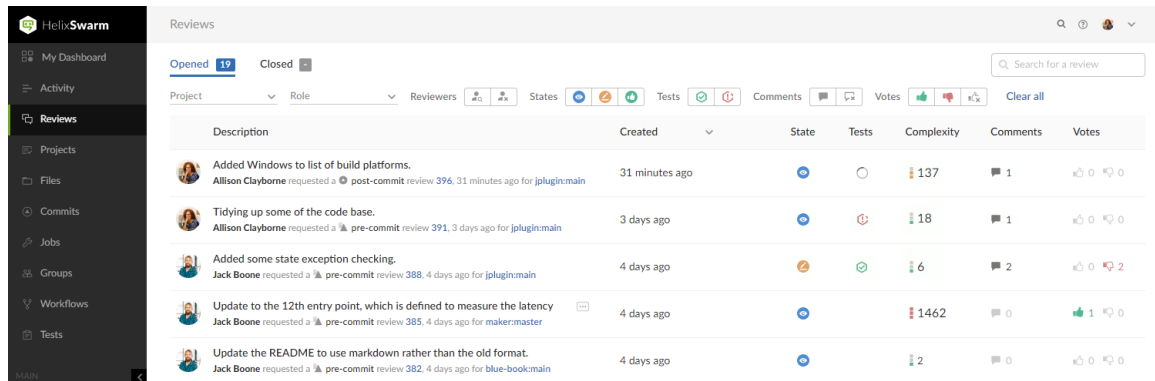 HelixSwarm
Reviews
My Dashboard
Activity
Reviews
Projects
Files
Commits
Jobs
Groups
Workflows
Tests
MAIN
Opened 19 Closed -
Search for a review
Project Role Reviewers States Tests Comments Votes Clear all
Description Created State Tests Complexity Comments Votes
Added Windows to list of build platforms.
Allison Clayborne requested a post-commit review 396, 31 minutes ago for jplugin:main
31 minutes ago 137 1 0 0
Tidying up some of the code base.
Allison Clayborne requested a pre-commit review 391, 3 days ago for jplugin:main
3 days ago 18 1 0 0
Added some state exception checking.
Jack Boone requested a pre-commit review 388, 4 days ago for jplugin:main
4 days ago 6 2 0 2
Update to the 12th entry point, which is defined to measure the latency
Jack Boone requested a pre-commit review 385, 4 days ago for maker:master
4 days ago 1462 0 1 0
Update the README to use markdown rather than the old format.
Jack Boone requested a pre-commit review 382, 4 days ago for blue-book:main
4 days ago 2 0 0 0